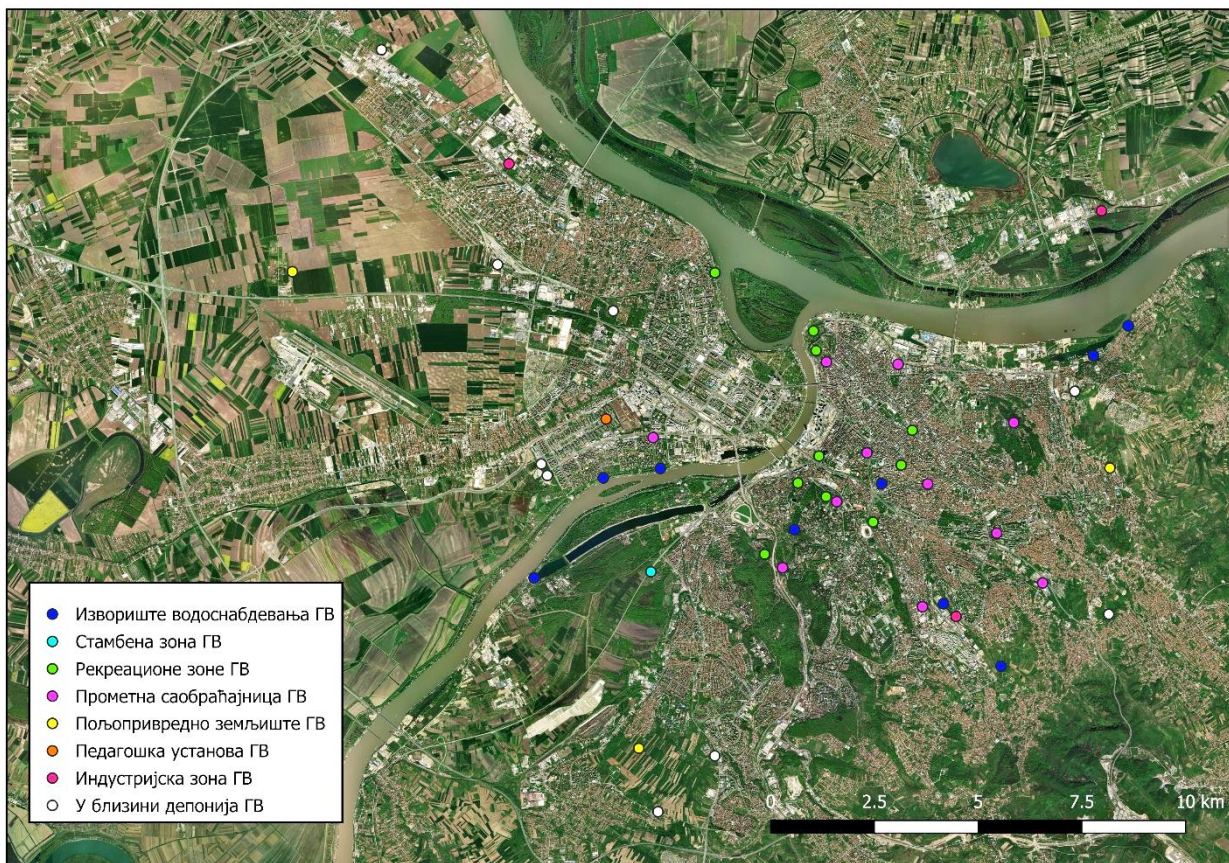 Извориште водоснабдевања ГВ
Стамбена зона ГВ
Рекреационе зоне ГВ
Прометна саобраћајница ГВ
Пољопривредно земљиште ГВ
Педагошка установа ГВ
Индустријска зона ГВ
У близини депонија ГВ
0 2.5 5 7.5 10 km